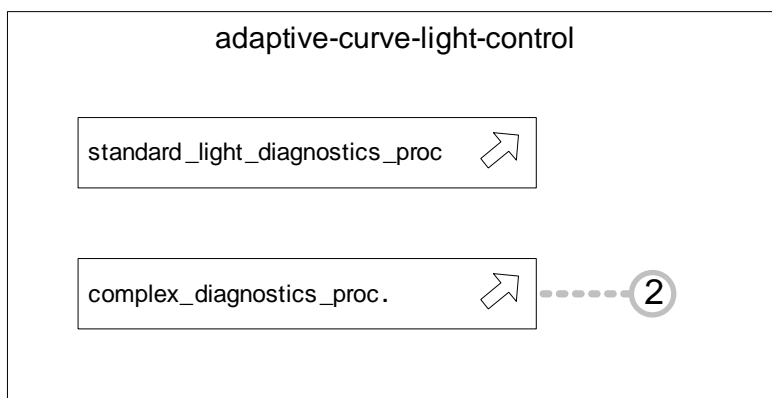 adaptive-curve-light-control
standard_light_diagnostics_proc
complex_diagnostics_proc.
2